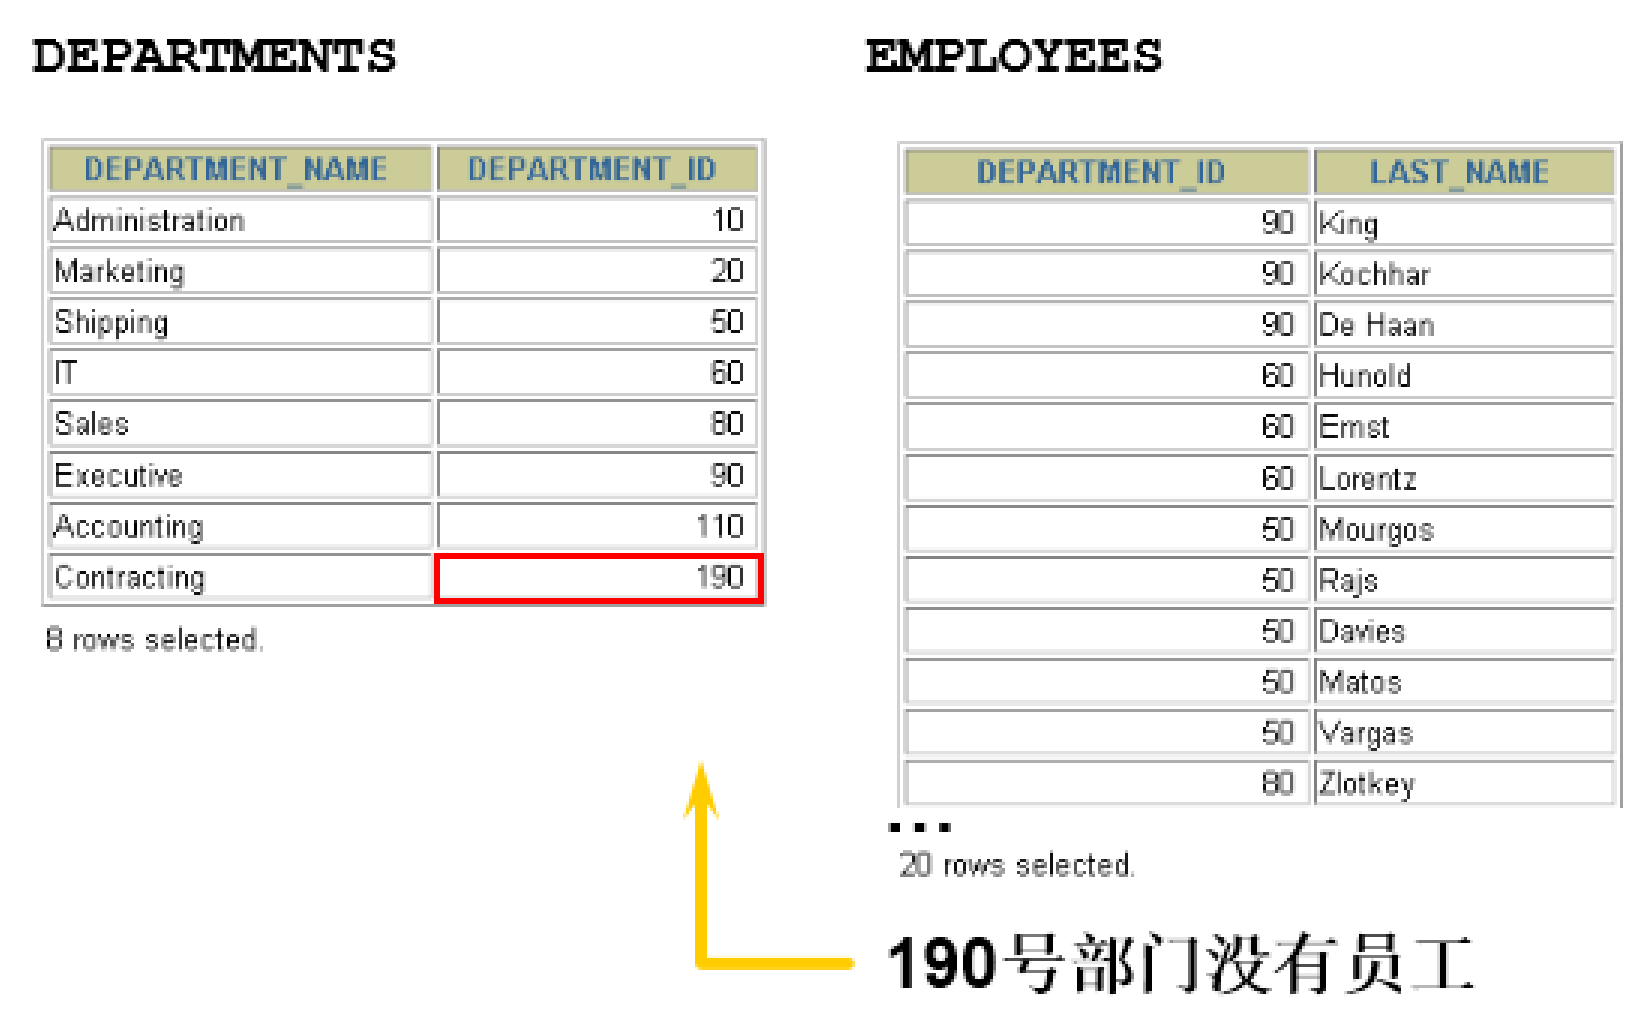 DEPARTMENTS
DEPARTMENT_NAME DEPARTMENT_ID
Administration 10
Marketing 20
Shipping 50
IT 60
Sales 80
Executive 90
Accounting 110
Contracting 190
8 rows selected.
EMPLOYEES
DEPARTMENT_ID LAST_NAME
90 King
90 Kochhar
90 De Haan
60 Hunold
60 Ernst
60 Lorentz
50 Mourgos
50 Rajs
50 Davies
50 Matos
50 Vargas
80 Zlotkey
...
20 rows selected.
190号部门没有员工